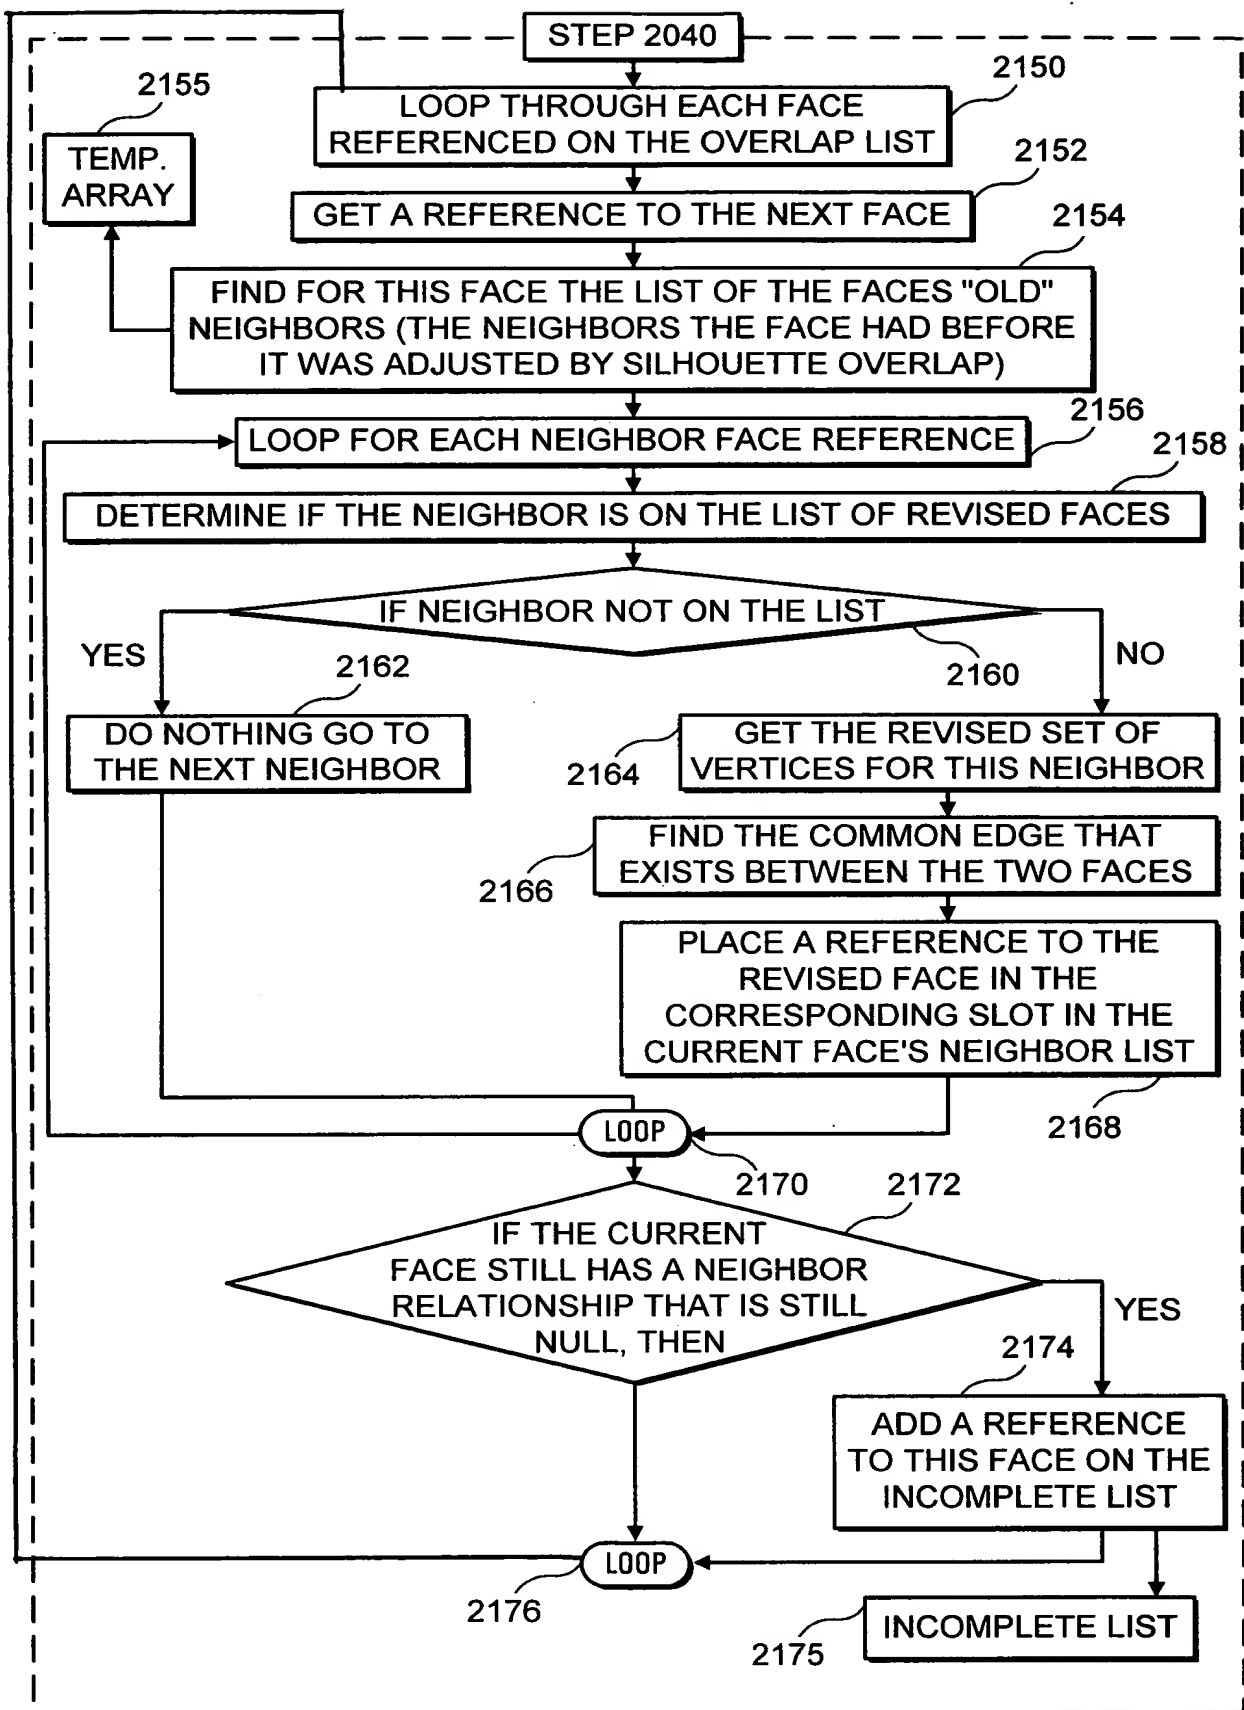 STEP 2040
2150
LOOP THROUGH EACH FACE
REFERENCED ON THE OVERLAP LIST
2155
TEMP.
ARRAY
2152
GET A REFERENCE TO THE NEXT FACE
2154
FIND FOR THIS FACE THE LIST OF THE FACES "OLD"
NEIGHBORS (THE NEIGHBORS THE FACE HAD BEFORE
IT WAS ADJUSTED BY SILHOUETTE OVERLAP)
2156
LOOP FOR EACH NEIGHBOR FACE REFERENCE
2158
DETERMINE IF THE NEIGHBOR IS ON THE LIST OF REVISED FACES
IF NEIGHBOR NOT ON THE LIST
2160
YES
NO
2162
DO NOTHING GO TO
THE NEXT NEIGHBOR
2164
GET THE REVISED SET OF
VERTICES FOR THIS NEIGHBOR
2166
FIND THE COMMON EDGE THAT
EXISTS BETWEEN THE TWO FACES
PLACE A REFERENCE TO THE
REVISED FACE IN THE
CORRESPONDING SLOT IN THE
CURRENT FACE'S NEIGHBOR LIST
2168
LOOP
2170
2172
IF THE CURRENT
FACE STILL HAS A NEIGHBOR
RELATIONSHIP THAT IS STILL
NULL, THEN
YES
2174
ADD A REFERENCE
TO THIS FACE ON THE
INCOMPLETE LIST
LOOP
2176
INCOMPLETE LIST
2175